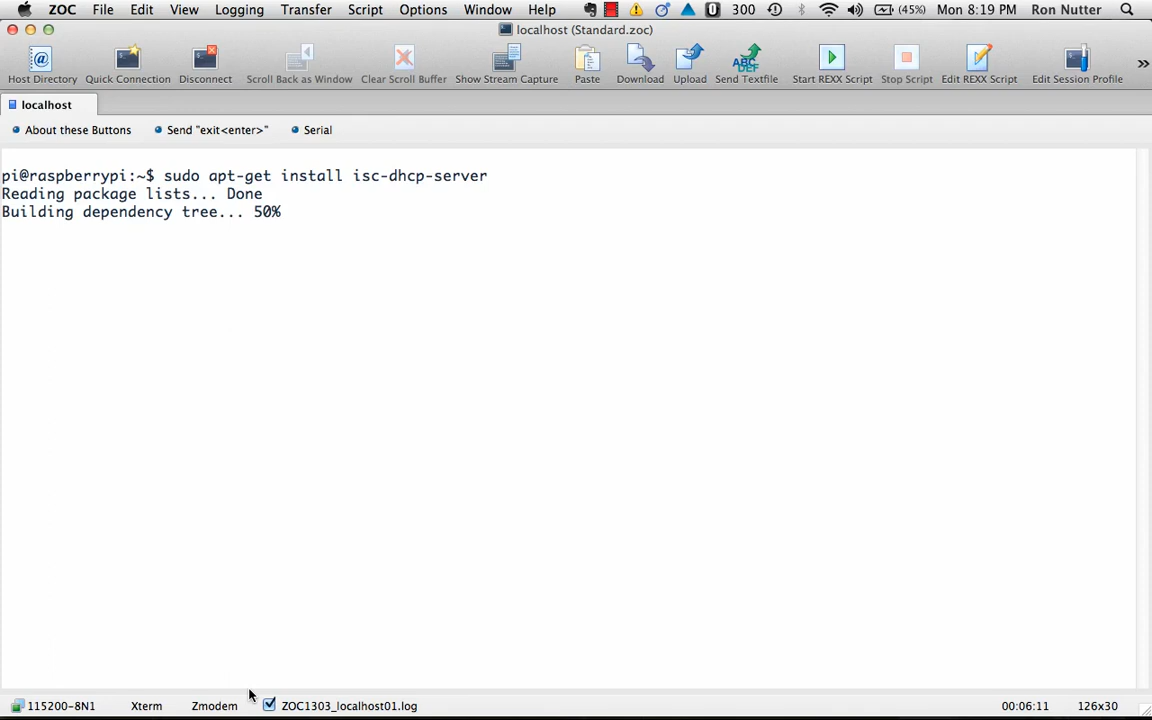 ZOC File Edit View Logging Transfer Script Options Window Help 300 (45%) Mon 8:19 PM Ron Nutter
localhost (Standard.zoc)
Host Directory Quick Connection Disconnect Scroll Back as Window Clear Scroll Buffer Show Stream Capture Paste Download Upload Send Textfile Start REXX Script Stop Script Edit REXX Script Edit Session Profile »
localhost
About these Buttons Send "exit<enter>" Serial
pi@raspberrypi:~$ sudo apt-get install isc-dhcp-server
Reading package lists... Done
Building dependency tree... 50%
115200-8N1 Xterm Zmodem ZOC1303_localhost01.log 00:06:11 126x30